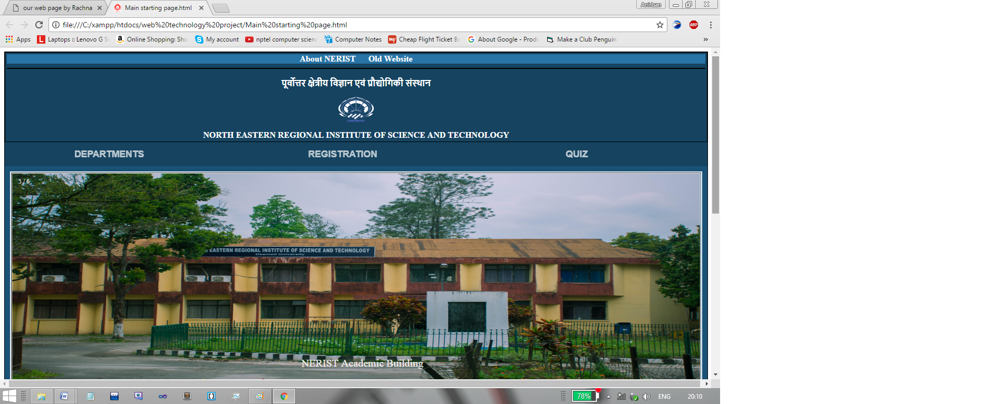 our web page by Rachna
Main starting page.html
Anirban
file:///C:/xampp/htdocs/web%20technology%20project/Main%20starting%20page.html
ABP
Apps
Laptops :: Lenovo G S
Online Shopping: Sho
My account
nptel computer scienc
Computer Notes
Cheap Flight Ticket Bo
About Google - Produ
Make a Club Penguin
About NERIST Old Website
पूर्वोत्तर क्षेत्रीय विज्ञान एवं प्रौद्योगिकी संस्थान
NORTH EASTERN REGIONAL INSTITUTE OF SCIENCE AND TECHNOLOGY
DEPARTMENTS REGISTRATION QUIZ
5 / 6
EASTERN REGIONAL INSTITUTE OF SCIENCE AND TECHNOLOGY
Deemed University
NERIST Academic Building
78%
ENG
20:10